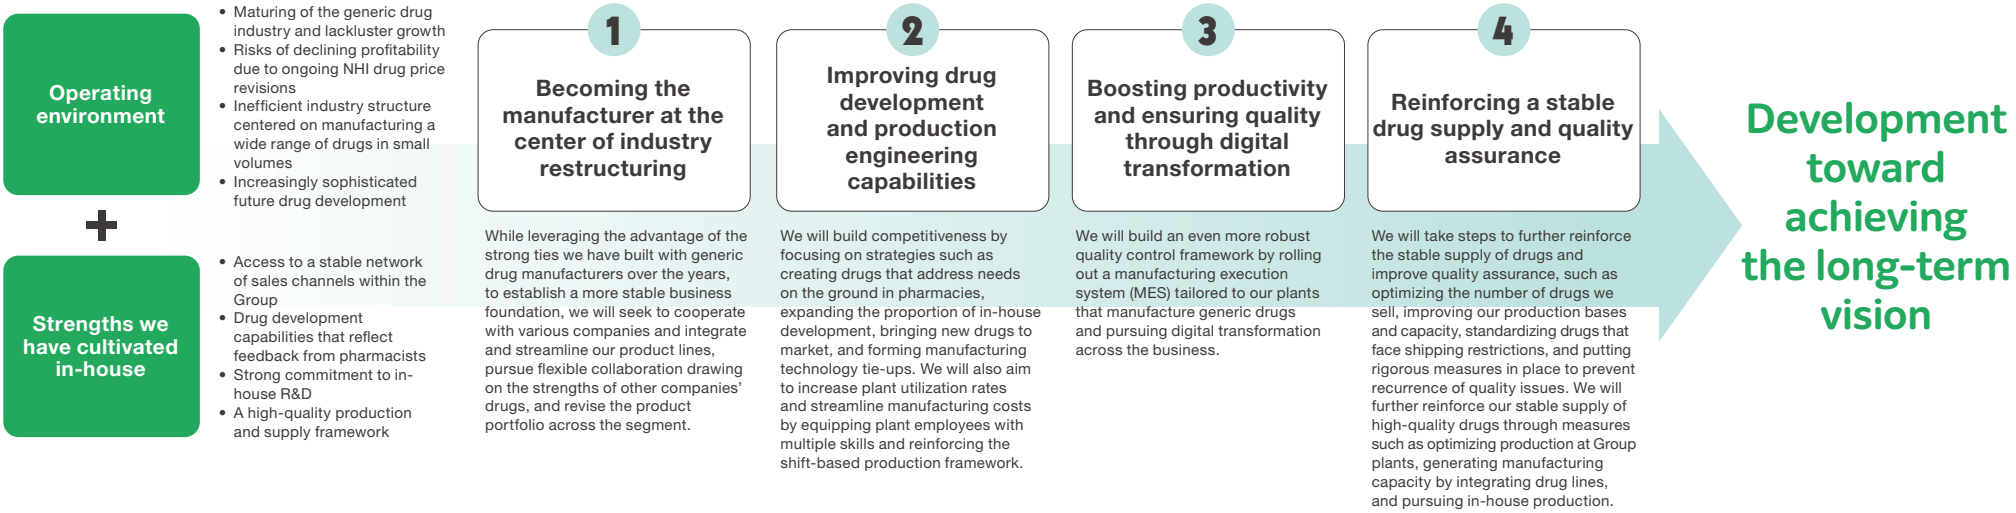 Operating
environment
• Maturing of the generic drug
industry and lackluster growth
• Risks of declining profitability
due to ongoing NHI drug price
revisions
• Inefficient industry structure
centered on manufacturing a
wide range of drugs in small
volumes
• Increasingly sophisticated
future drug development
+
Strengths we
have cultivated
in-house
• Access to a stable network
of sales channels within the
Group
• Drug development
capabilities that reflect
feedback from pharmacists
• Strong commitment to in-
house R&D
• A high-quality production
and supply framework
1
Becoming the
manufacturer at the
center of industry
restructuring
While leveraging the advantage of the
strong ties we have built with generic
drug manufacturers over the years,
to establish a more stable business
foundation, we will seek to cooperate
with various companies and integrate
and streamline our product lines,
pursue flexible collaboration drawing
on the strengths of other companies’
drugs, and revise the product
portfolio across the segment.
2
Improving drug
development
and production
engineering
capabilities
We will build competitiveness by
focusing on strategies such as
creating drugs that address needs
on the ground in pharmacies,
expanding the proportion of in-house
development, bringing new drugs to
market, and forming manufacturing
technology tie-ups. We will also aim
to increase plant utilization rates
and streamline manufacturing costs
by equipping plant employees with
multiple skills and reinforcing the
shift-based production framework.
3
Boosting productivity
and ensuring quality
through digital
transformation
We will build an even more robust
quality control framework by rolling
out a manufacturing execution
system (MES) tailored to our plants
that manufacture generic drugs
and pursuing digital transformation
across the business.
4
Reinforcing a stable
drug supply and quality
assurance
We will take steps to further reinforce
the stable supply of drugs and
improve quality assurance, such as
optimizing the number of drugs we
sell, improving our production bases
and capacity, standardizing drugs that
face shipping restrictions, and putting
rigorous measures in place to prevent
recurrence of quality issues. We will
further reinforce our stable supply of
high-quality drugs through measures
such as optimizing production at Group
plants, generating manufacturing
capacity by integrating drug lines,
and pursuing in-house production.
Development
toward
achieving
the long-term
vision